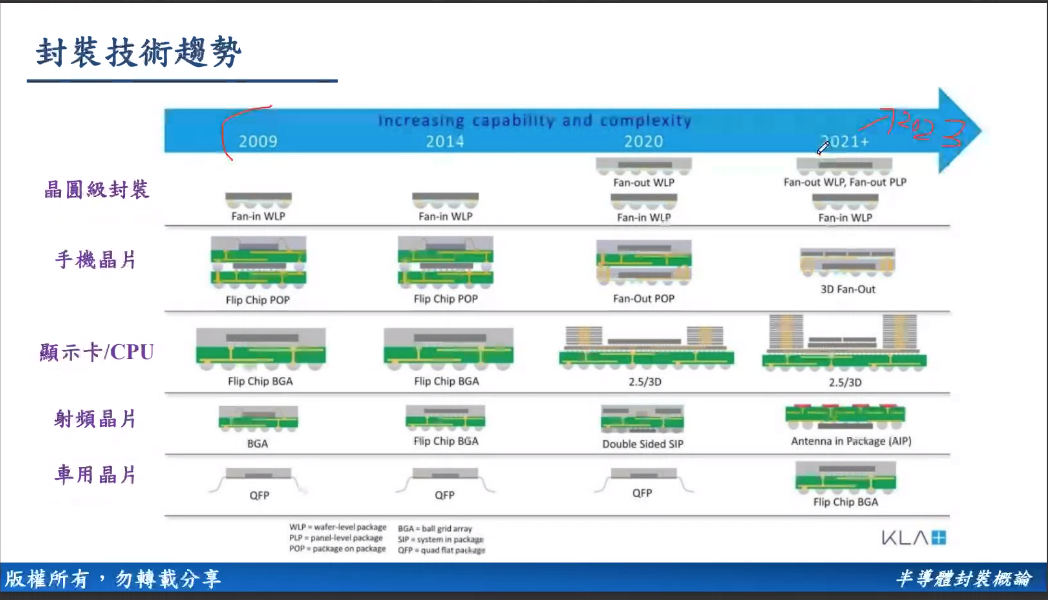 封裝技術趨勢
Increasing capability and complexity
2009 2014 2020 2021+ →2023
晶圓級封裝
Fan-out WLP Fan-out WLP, Fan-out PLP
Fan-in WLP Fan-in WLP Fan-in WLP Fan-in WLP
手機晶片
Flip Chip POP Flip Chip POP Fan-Out POP 3D Fan-Out
顯示卡/CPU
Flip Chip BGA Flip Chip BGA 2.5/3D 2.5/3D
射頻晶片
BGA Flip Chip BGA Double Sided SIP Antenna in Package (AIP)
車用晶片
QFP QFP QFP Flip Chip BGA
WLP = wafer-level package BGA = ball grid array
PLP = panel-level package SIP = system in package
POP = package on package QFP = quad flat package
KLA+
版權所有,勿轉載分享 半導體封裝概論